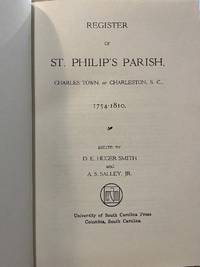 REGISTER
OF
ST. PHILIP'S PARISH,
CHARLES TOWN, OR CHARLESTON, S. C.,
1754-1810.
EDITED BY
D. E. HUGER SMITH
and
A. S. SALLEY, JR.
University of South Carolina Press
Columbia, South Carolina